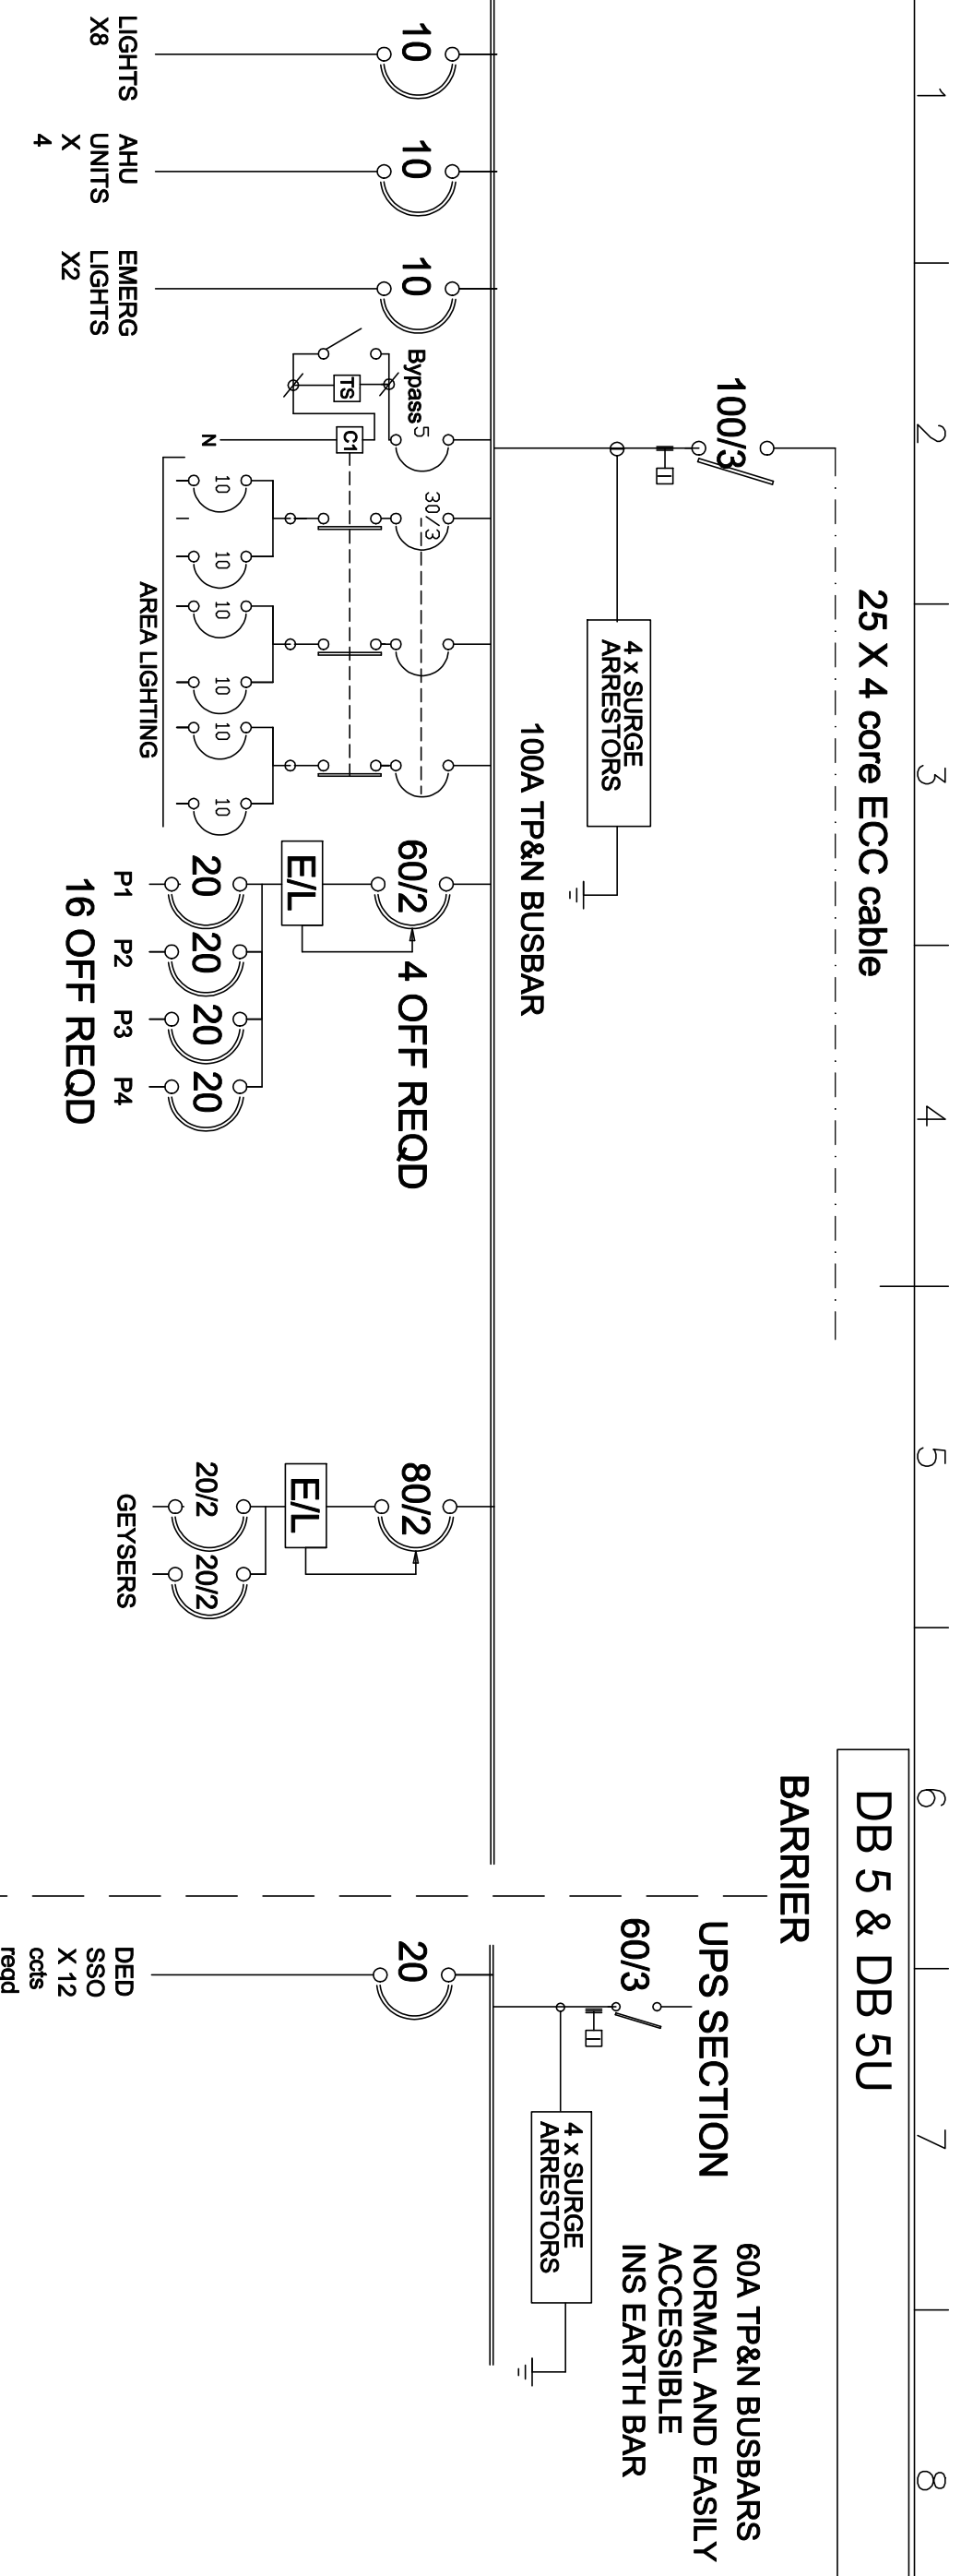 1
2
3
4
5
6
7
8
DB 5 & DB 5U
25 X 4 core ECC cable
BARRIER
100/3
4 x SURGE
ARRESTORS
100A TP&N BUSBAR
UPS SECTION
60/3
4 x SURGE
ARRESTORS
60A TP&N BUSBARS
NORMAL AND EASILY
ACCESSIBLE
INS EARTH BAR
10
10
10
Bypass
5
TS
C1
N
30/3
10
10
10
10
10
10
AREA LIGHTING
60/2
4 OFF REQD
E/L
20
20
20
20
P1
P2
P3
P4
16 OFF REQD
80/2
E/L
20/2
20/2
GEYSERS
20
LIGHTS
X8
AHU
UNITS
X
4
EMERG
LIGHTS
X2
DED
SSO
X 12
ccts
reqd